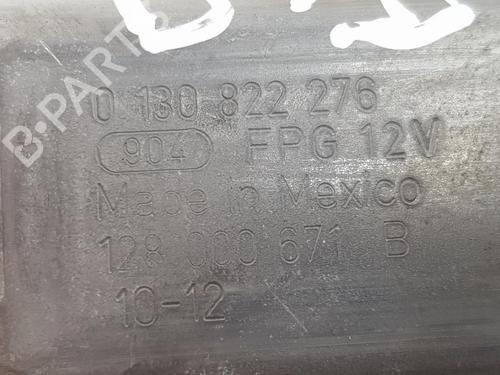 0 130 822 276
904 FPG 12V
Made in Mexico
128 000 671 B
10-12
B-PARTS